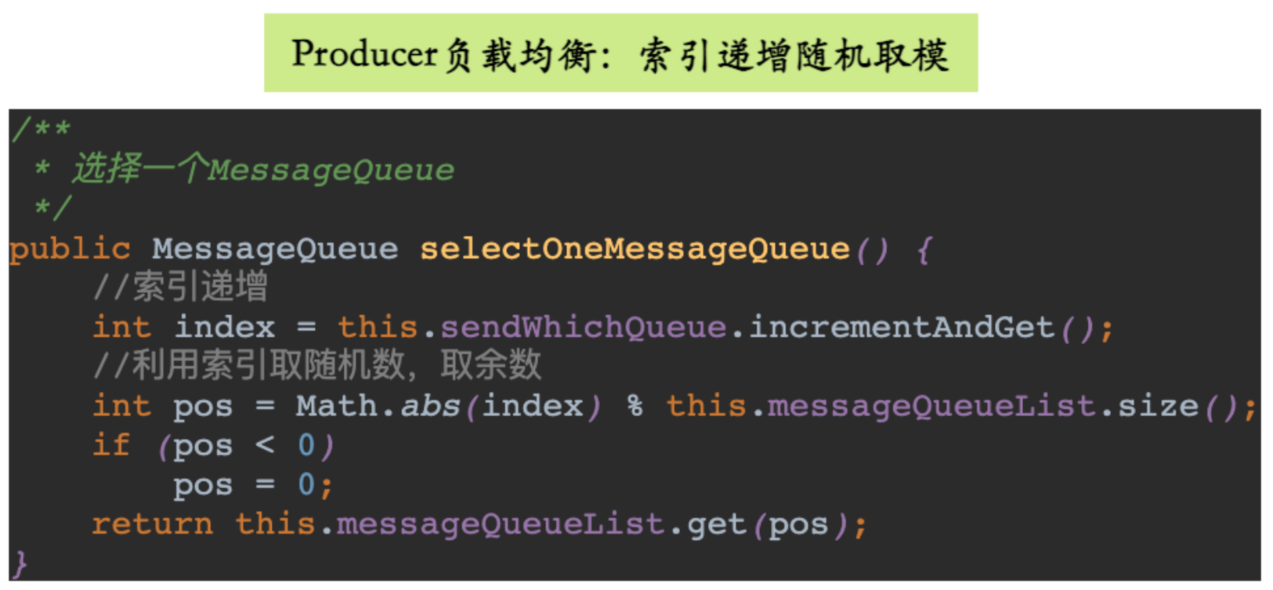 Producer负载均衡：索引递增随机取模
/**
 * 选择一个MessageQueue
 */
public MessageQueue selectOneMessageQueue() {
    //索引递增
    int index = this.sendWhichQueue.incrementAndGet();
    //利用索引取随机数，取余数
    int pos = Math.abs(index) % this.messageQueueList.size();
    if (pos < 0)
        pos = 0;
    return this.messageQueueList.get(pos);
}